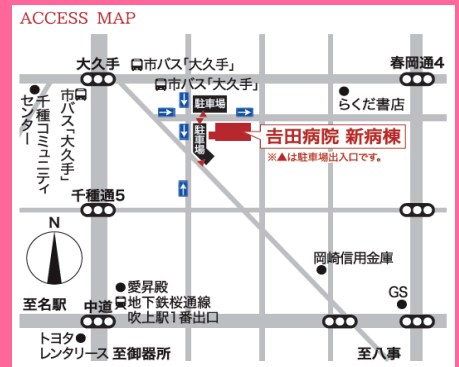 ACCESS MAP
大久手
市バス「大久手」
市バス「大久手」
春岡通4
駐車場
らくだ書店
千種コミュニティ
センター
市バス「大久手」
駐車場
吉田病院 新病棟
※▲は駐車場出入口です。
千種通5
N
岡崎信用金庫
愛昇殿
GS
至名駅
中道
地下鉄桜通線
吹上駅1番出口
トヨタ
レンタリース
至御器所
至八事